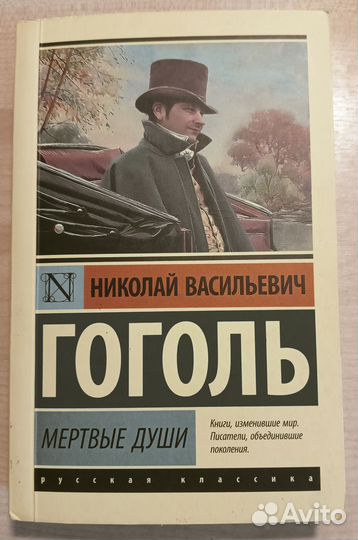 N
НИКОЛАЙ ВАСИЛЬЕВИЧ
ГОГОЛЬ
МЕРТВЫЕ ДУШИ
Книги, изменившие мир.
Писатели, объединившие
поколения.
русская классика
Avito